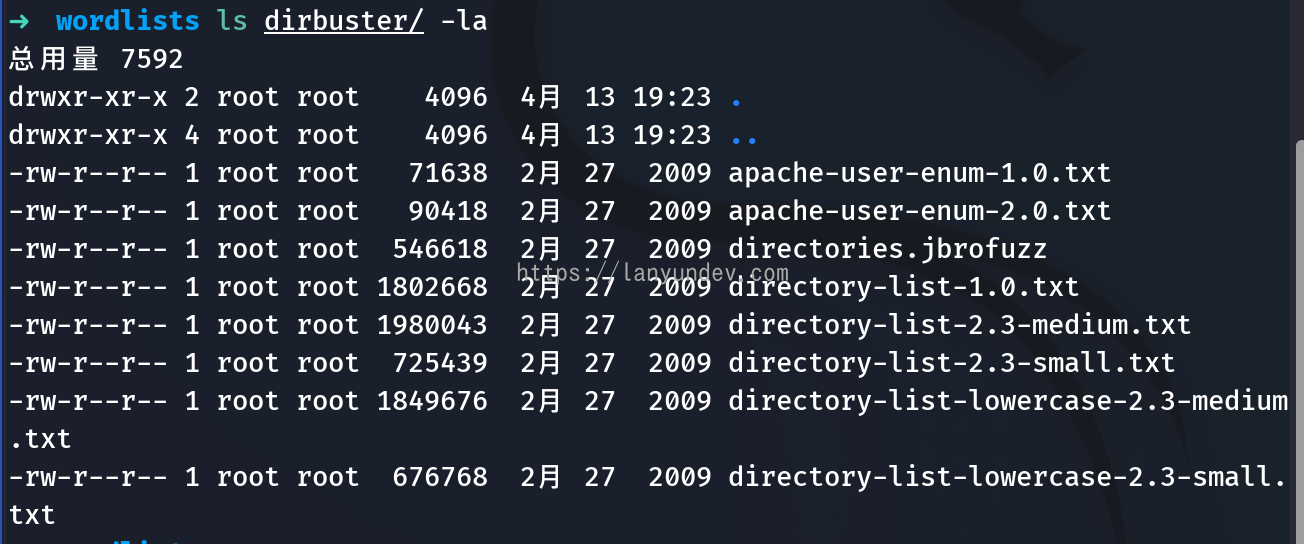 → wordlists ls dirbuster/ -la
总用量 7592
drwxr-xr-x 2 root root    4096  4月 13 19:23 .
drwxr-xr-x 4 root root    4096  4月 13 19:23 ..
-rw-r--r-- 1 root root   71638  2月 27  2009 apache-user-enum-1.0.txt
-rw-r--r-- 1 root root   90418  2月 27  2009 apache-user-enum-2.0.txt
-rw-r--r-- 1 root root  546618  2月 27  2009 directories.jbrofuzz
https://lanyundev.com
-rw-r--r-- 1 root root 1802668  2月 27  2009 directory-list-1.0.txt
-rw-r--r-- 1 root root 1980043  2月 27  2009 directory-list-2.3-medium.txt
-rw-r--r-- 1 root root  725439  2月 27  2009 directory-list-2.3-small.txt
-rw-r--r-- 1 root root 1849676  2月 27  2009 directory-list-lowercase-2.3-medium
.txt
-rw-r--r-- 1 root root  676768  2月 27  2009 directory-list-lowercase-2.3-small.
txt